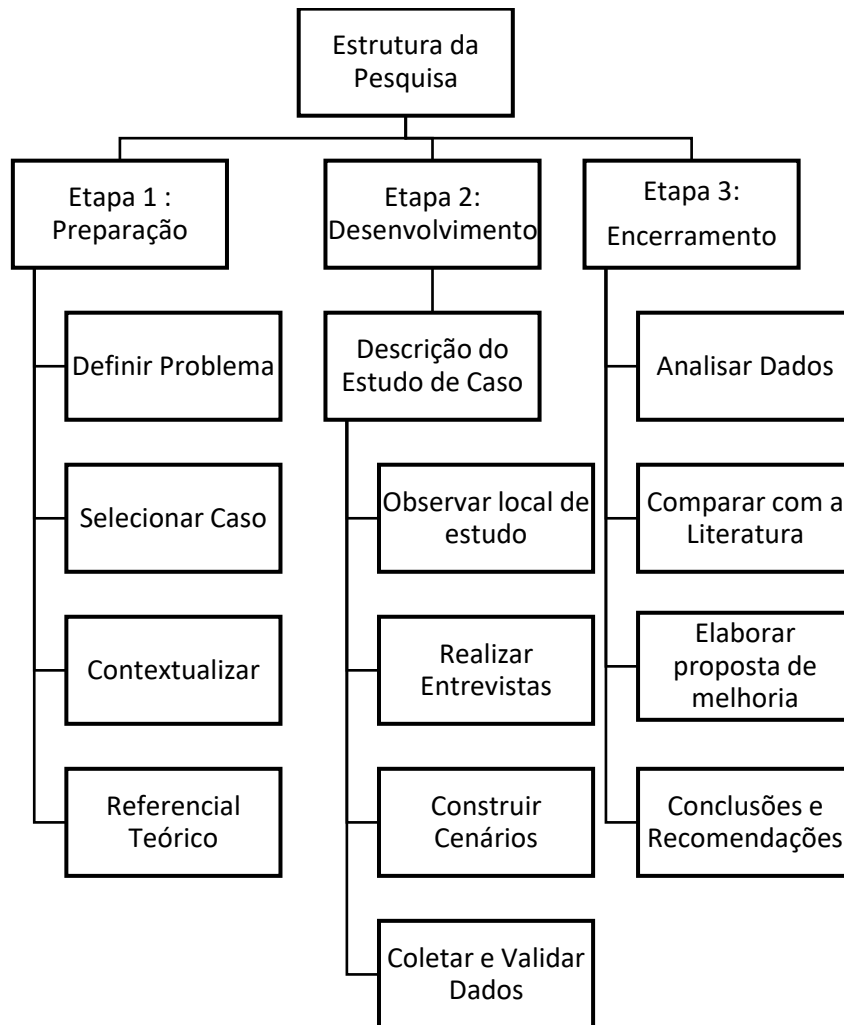 Estrutura da
Pesquisa
Etapa 1 :
Preparação
Etapa 2:
Desenvolvimento
Etapa 3:
Encerramento
Definir Problema
Selecionar Caso
Contextualizar
Referencial
Teórico
Descrição do
Estudo de Caso
Observar local de
estudo
Realizar
Entrevistas
Construir
Cenários
Coletar e Validar
Dados
Analisar Dados
Comparar com a
Literatura
Elaborar
proposta de
melhoria
Conclusões e
Recomendações